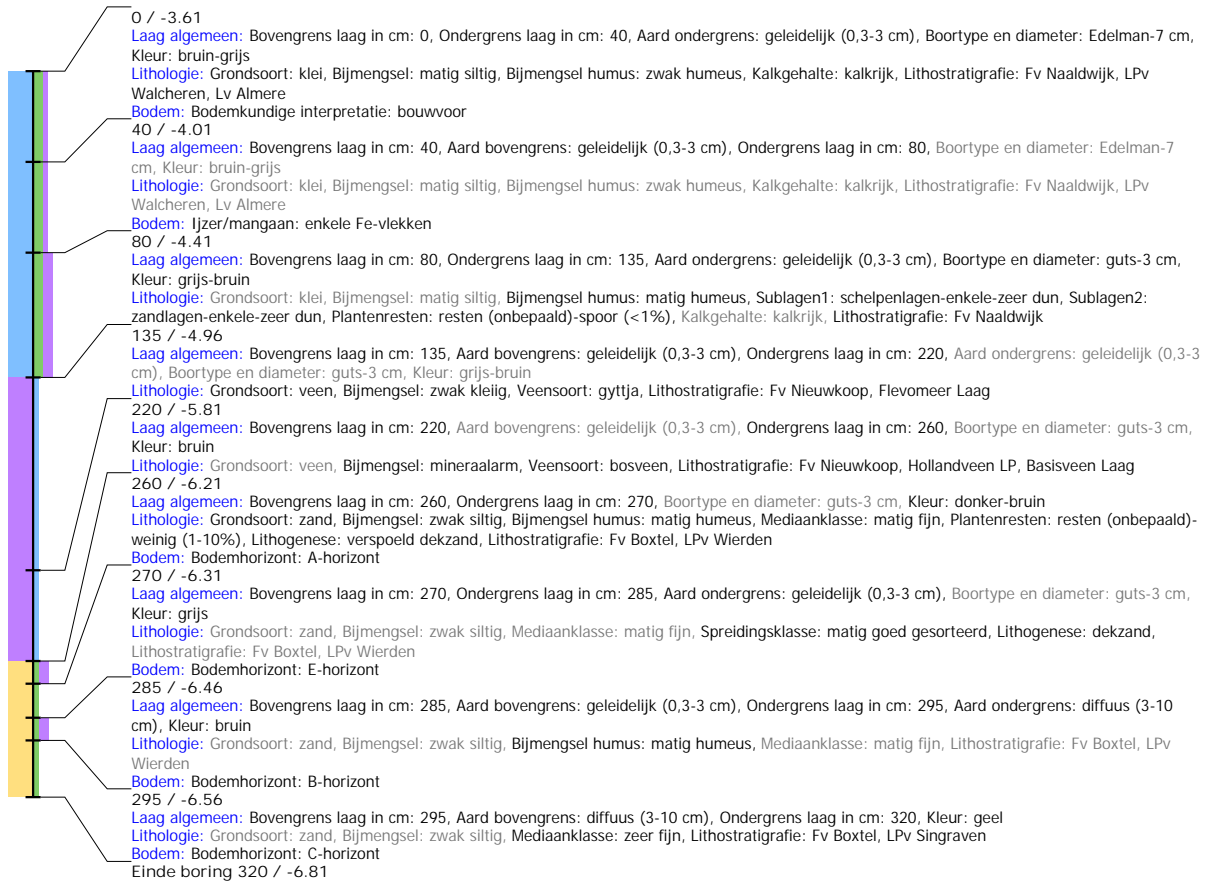 0 / -3.61
Laag algemeen: Bovengrens laag in cm: 0, Ondergrens laag in cm: 40, Aard ondergrens: geleidelijk (0,3-3 cm), Boortype en diameter: Edelman-7 cm,
Kleur: bruin-grijs
Lithologie: Grondsoort: klei, Bijmengsel: matig siltig, Bijmengsel humus: zwak humeus, Kalkgehalte: kalkrijk, Lithostratigrafie: Fv Naaldwijk, LPv
Walcheren, Lv Almere
Bodem: Bodemkundige interpretatie: bouwvoor
40 / -4.01
Laag algemeen: Bovengrens laag in cm: 40, Aard bovengrens: geleidelijk (0,3-3 cm), Ondergrens laag in cm: 80, Boortype en diameter: Edelman-7
cm, Kleur: bruin-grijs
Lithologie: Grondsoort: klei, Bijmengsel: matig siltig, Bijmengsel humus: zwak humeus, Kalkgehalte: kalkrijk, Lithostratigrafie: Fv Naaldwijk, LPv
Walcheren, Lv Almere
Bodem: Ijzer/mangaan: enkele Fe-vlekken
80 / -4.41
Laag algemeen: Bovengrens laag in cm: 80, Ondergrens laag in cm: 135, Aard ondergrens: geleidelijk (0,3-3 cm), Boortype en diameter: guts-3 cm,
Kleur: grijs-bruin
Lithologie: Grondsoort: klei, Bijmengsel: matig siltig, Bijmengsel humus: matig humeus, Sublagen1: schelpenlagen-enkele-zeer dun, Sublagen2:
zandlagen-enkele-zeer dun, Plantenresten: resten (onbepaald)-spoor (<1%), Kalkgehalte: kalkrijk, Lithostratigrafie: Fv Naaldwijk
135 / -4.96
Laag algemeen: Bovengrens laag in cm: 135, Aard bovengrens: geleidelijk (0,3-3 cm), Ondergrens laag in cm: 220, Aard ondergrens: geleidelijk (0,3-3
cm), Boortype en diameter: guts-3 cm, Kleur: grijs-bruin
Lithologie: Grondsoort: veen, Bijmengsel: zwak kleiig, Veensoort: gyttja, Lithostratigrafie: Fv Nieuwkoop, Flevomeer Laag
220 / -5.81
Laag algemeen: Bovengrens laag in cm: 220, Aard bovengrens: geleidelijk (0,3-3 cm), Ondergrens laag in cm: 260, Boortype en diameter: guts-3 cm,
Kleur: bruin
Lithologie: Grondsoort: veen, Bijmengsel: mineraalarm, Veensoort: bosveen, Lithostratigrafie: Fv Nieuwkoop, Hollandveen LP, Basisveen Laag
260 / -6.21
Laag algemeen: Bovengrens laag in cm: 260, Ondergrens laag in cm: 270, Boortype en diameter: guts-3 cm, Kleur: donker-bruin
Lithologie: Grondsoort: zand, Bijmengsel: zwak siltig, Bijmengsel humus: matig humeus, Mediaanklasse: matig fijn, Plantenresten: resten (onbepaald)-
weinig (1-10%), Lithogenese: verspoeld dekzand, Lithostratigrafie: Fv Boxtel, LPv Wierden
Bodem: Bodemhorizont: A-horizont
270 / -6.31
Laag algemeen: Bovengrens laag in cm: 270, Ondergrens laag in cm: 285, Aard ondergrens: geleidelijk (0,3-3 cm), Boortype en diameter: guts-3 cm,
Kleur: grijs
Lithologie: Grondsoort: zand, Bijmengsel: zwak siltig, Mediaanklasse: matig fijn, Spreidingsklasse: matig goed gesorteerd, Lithogenese: dekzand,
Lithostratigrafie: Fv Boxtel, LPv Wierden
Bodem: Bodemhorizont: E-horizont
285 / -6.46
Laag algemeen: Bovengrens laag in cm: 285, Aard bovengrens: geleidelijk (0,3-3 cm), Ondergrens laag in cm: 295, Aard ondergrens: diffuus (3-10
cm), Kleur: bruin
Lithologie: Grondsoort: zand, Bijmengsel: zwak siltig, Bijmengsel humus: matig humeus, Mediaanklasse: matig fijn, Lithostratigrafie: Fv Boxtel, LPv
Wierden
Bodem: Bodemhorizont: B-horizont
295 / -6.56
Laag algemeen: Bovengrens laag in cm: 295, Aard bovengrens: diffuus (3-10 cm), Ondergrens laag in cm: 320, Kleur: geel
Lithologie: Grondsoort: zand, Bijmengsel: zwak siltig, Mediaanklasse: zeer fijn, Lithostratigrafie: Fv Boxtel, LPv Singraven
Bodem: Bodemhorizont: C-horizont
Einde boring 320 / -6.81